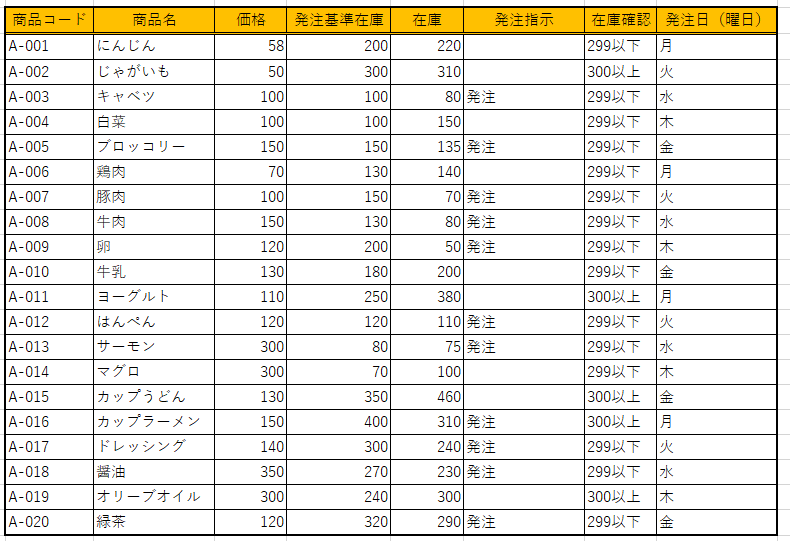 商品コード 商品名 価格 発注基準在庫 在庫 発注指示 在庫確認 発注日（曜日）
A-001 にんじん 58 200 220 299以下 月
A-002 じゃがいも 50 300 310 300以上 火
A-003 キャベツ 100 100 80 発注 299以下 水
A-004 白菜 100 100 150 299以下 木
A-005 ブロッコリー 150 150 135 発注 299以下 金
A-006 鶏肉 70 130 140 299以下 月
A-007 豚肉 100 150 70 発注 299以下 火
A-008 牛肉 150 130 80 発注 299以下 水
A-009 卵 120 200 50 発注 299以下 木
A-010 牛乳 130 180 200 299以下 金
A-011 ヨーグルト 110 250 380 300以上 月
A-012 はんぺん 120 120 110 発注 299以下 火
A-013 サーモン 300 80 75 発注 299以下 水
A-014 マグロ 300 70 100 299以下 木
A-015 カップうどん 130 350 460 300以上 金
A-016 カップラーメン 150 400 310 発注 300以上 月
A-017 ドレッシング 140 300 240 発注 299以下 火
A-018 醤油 350 270 230 発注 299以下 水
A-019 オリーブオイル 300 240 300 300以上 木
A-020 緑茶 120 320 290 発注 299以下 金